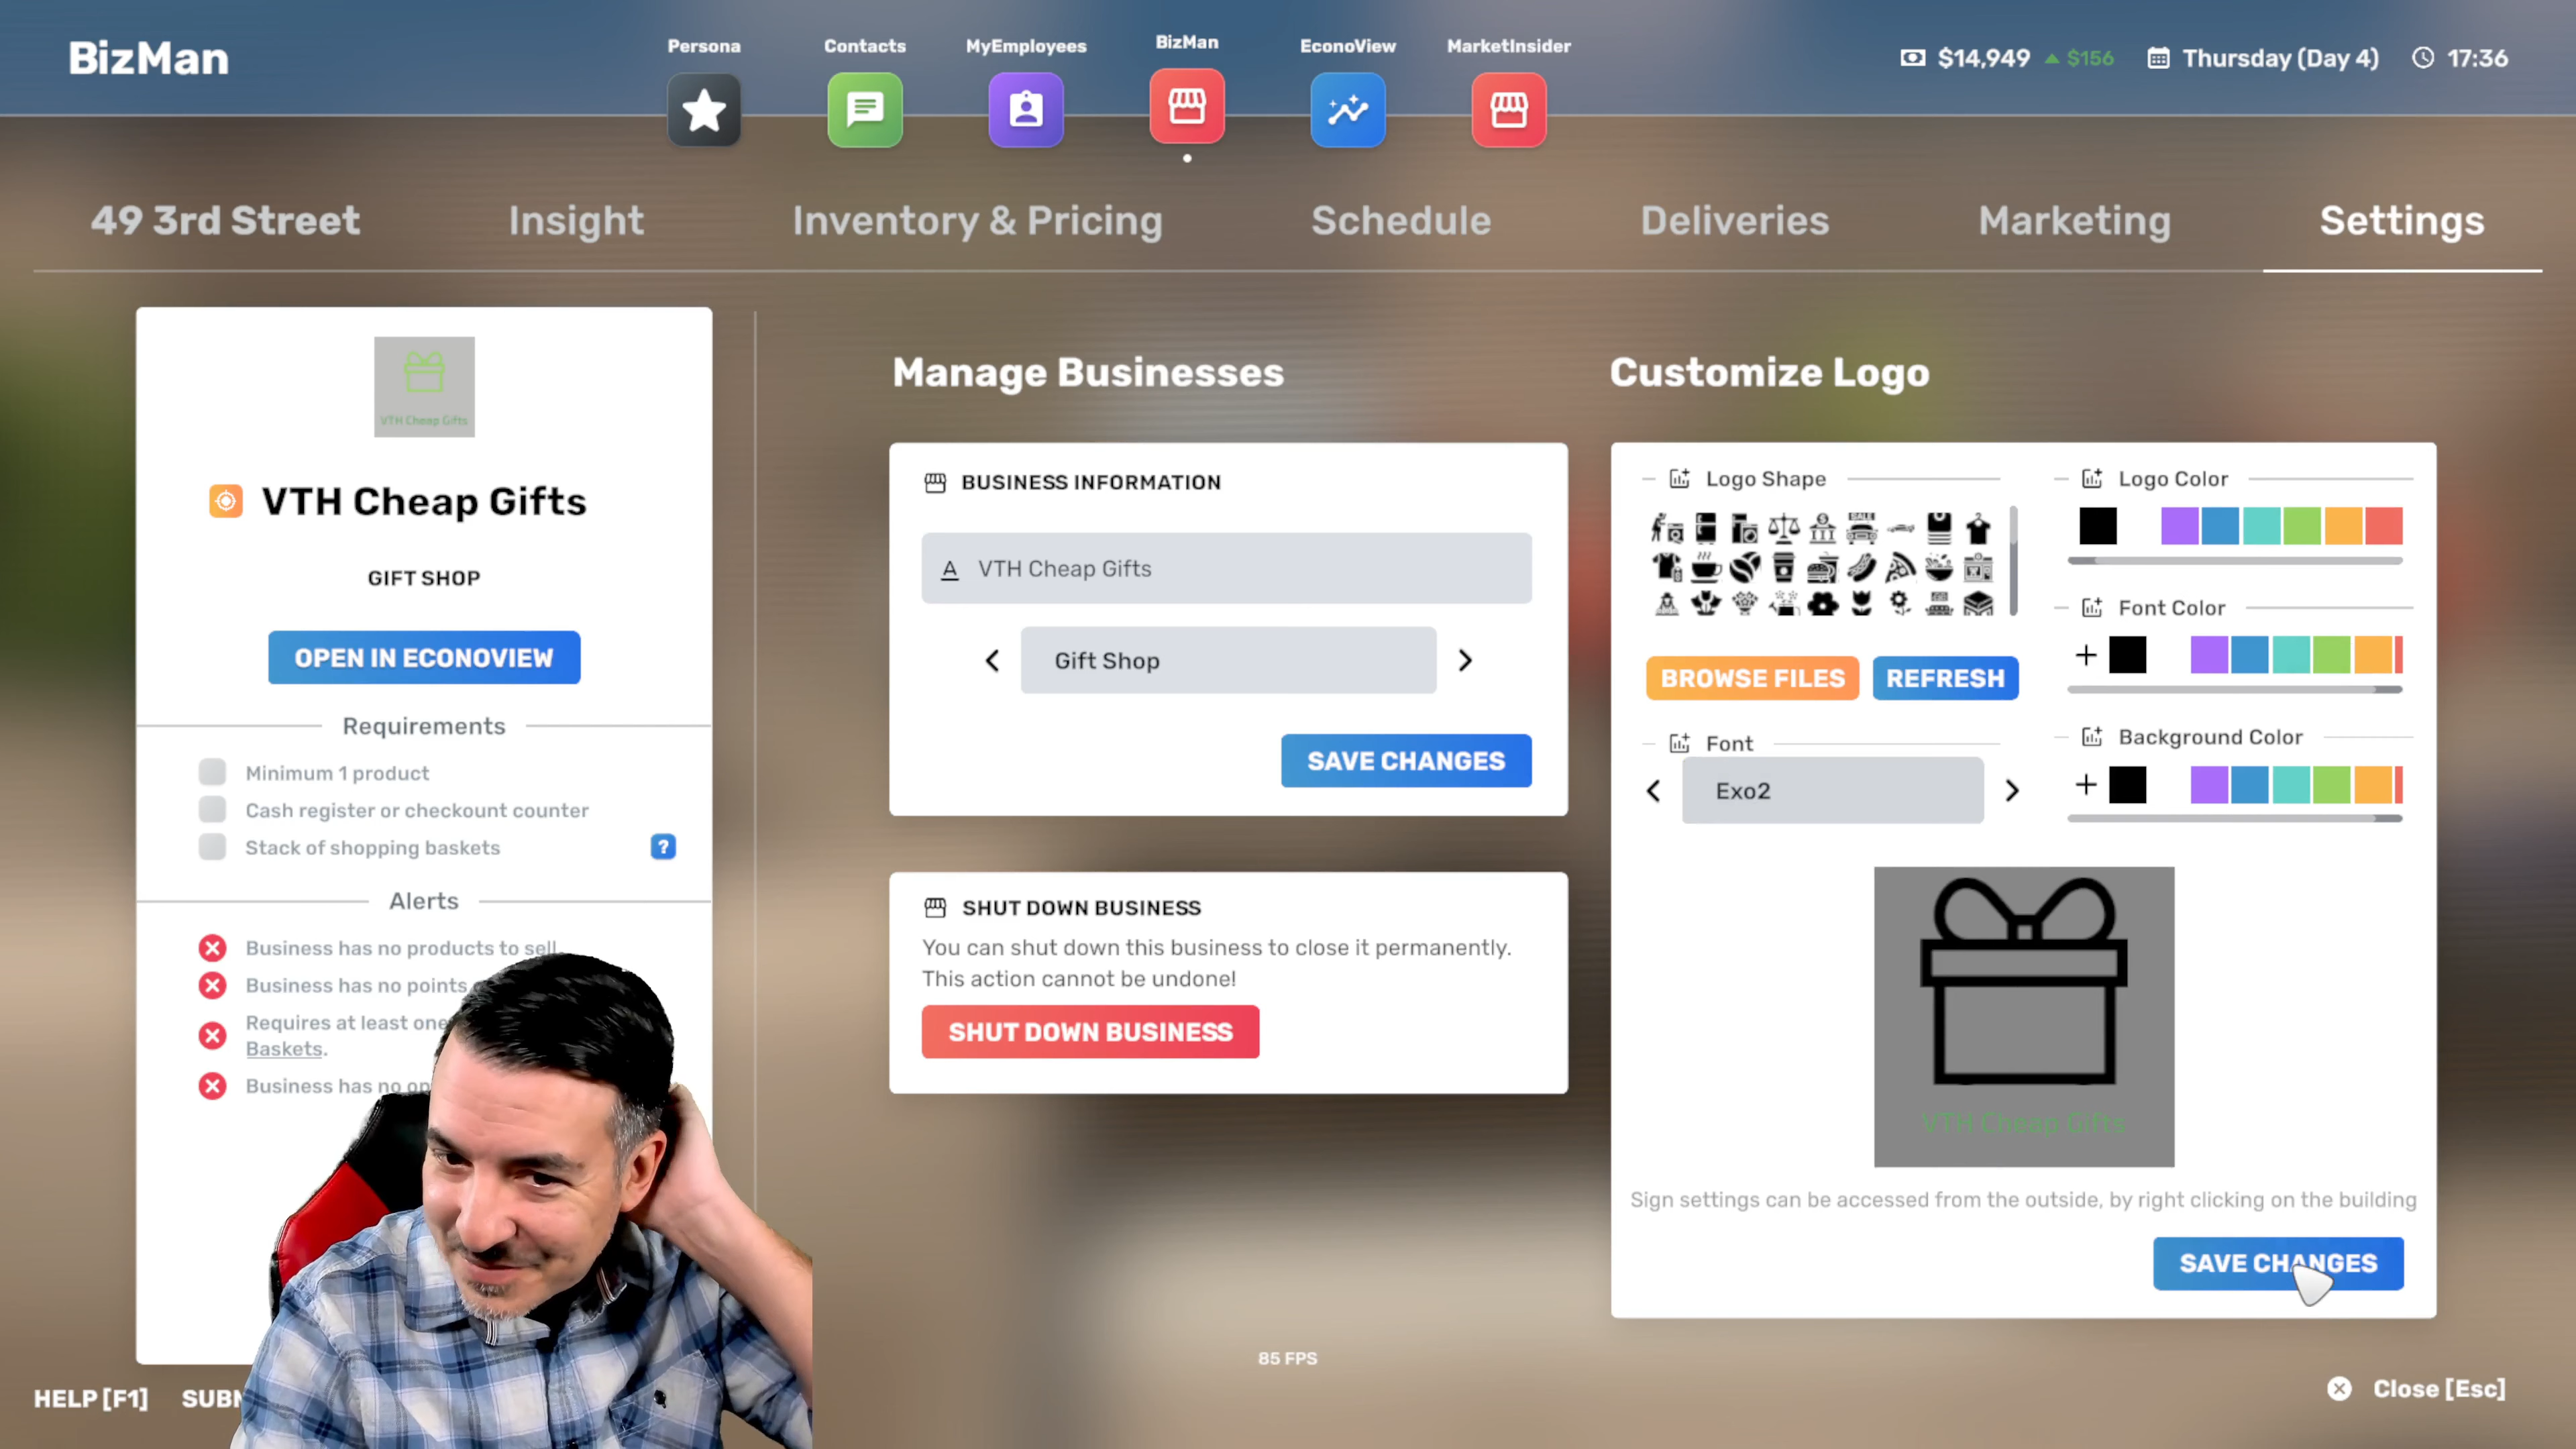 BizMan
Persona
Contacts
MyEmployees
BizMan
EconoView
MarketInsider
$14,949 $156 Thursday (Day 4) 17:36
49 3rd Street
Insight
Inventory & Pricing
Schedule
Deliveries
Marketing
Settings
VTH Cheap Gifts
VTH Cheap Gifts
GIFT SHOP
OPEN IN ECONOVIEW
Requirements
Minimum 1 product
Cash register or checkout counter
Stack of shopping baskets
?
Alerts
Business has no products to sell
Business has no points
Requires at least one
Baskets.
Business has no
Manage Businesses
BUSINESS INFORMATION
VTH Cheap Gifts
Gift Shop
SAVE CHANGES
SHUT DOWN BUSINESS
You can shut down this business to close it permanently.
This action cannot be undone!
SHUT DOWN BUSINESS
Customize Logo
Logo Shape
SALE
BROWSE FILES
REFRESH
Font
Exo2
Logo Color
Font Color
Background Color
VTH Cheap Gifts
Sign settings can be accessed from the outside, by right clicking on the building
SAVE CHANGES
85 FPS
HELP [F1]
Close [Esc]